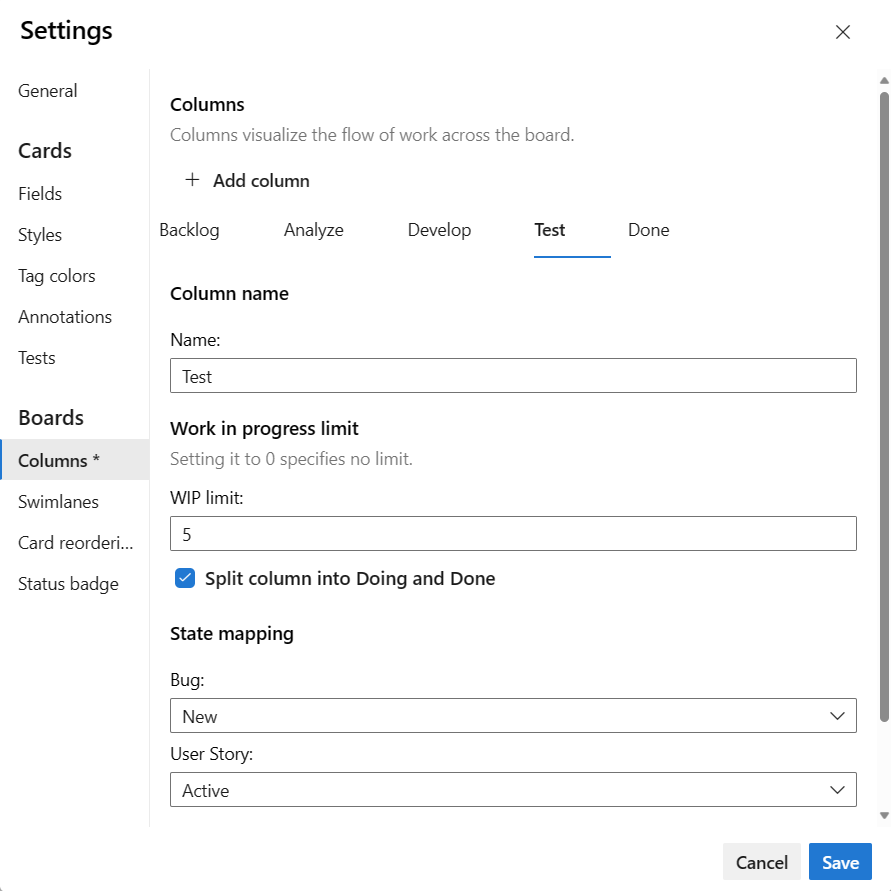 Settings
General
Cards
Fields
Styles
Tag colors
Annotations
Tests
Boards
Columns *
Swimlanes
Card reorderi...
Status badge
Columns
Columns visualize the flow of work across the board.
+ Add column
Backlog Analyze Develop Test Done
Column name
Name:
Test
Work in progress limit
Setting it to 0 specifies no limit.
WIP limit:
5
Split column into Doing and Done
State mapping
Bug:
New
User Story:
Active
Cancel Save